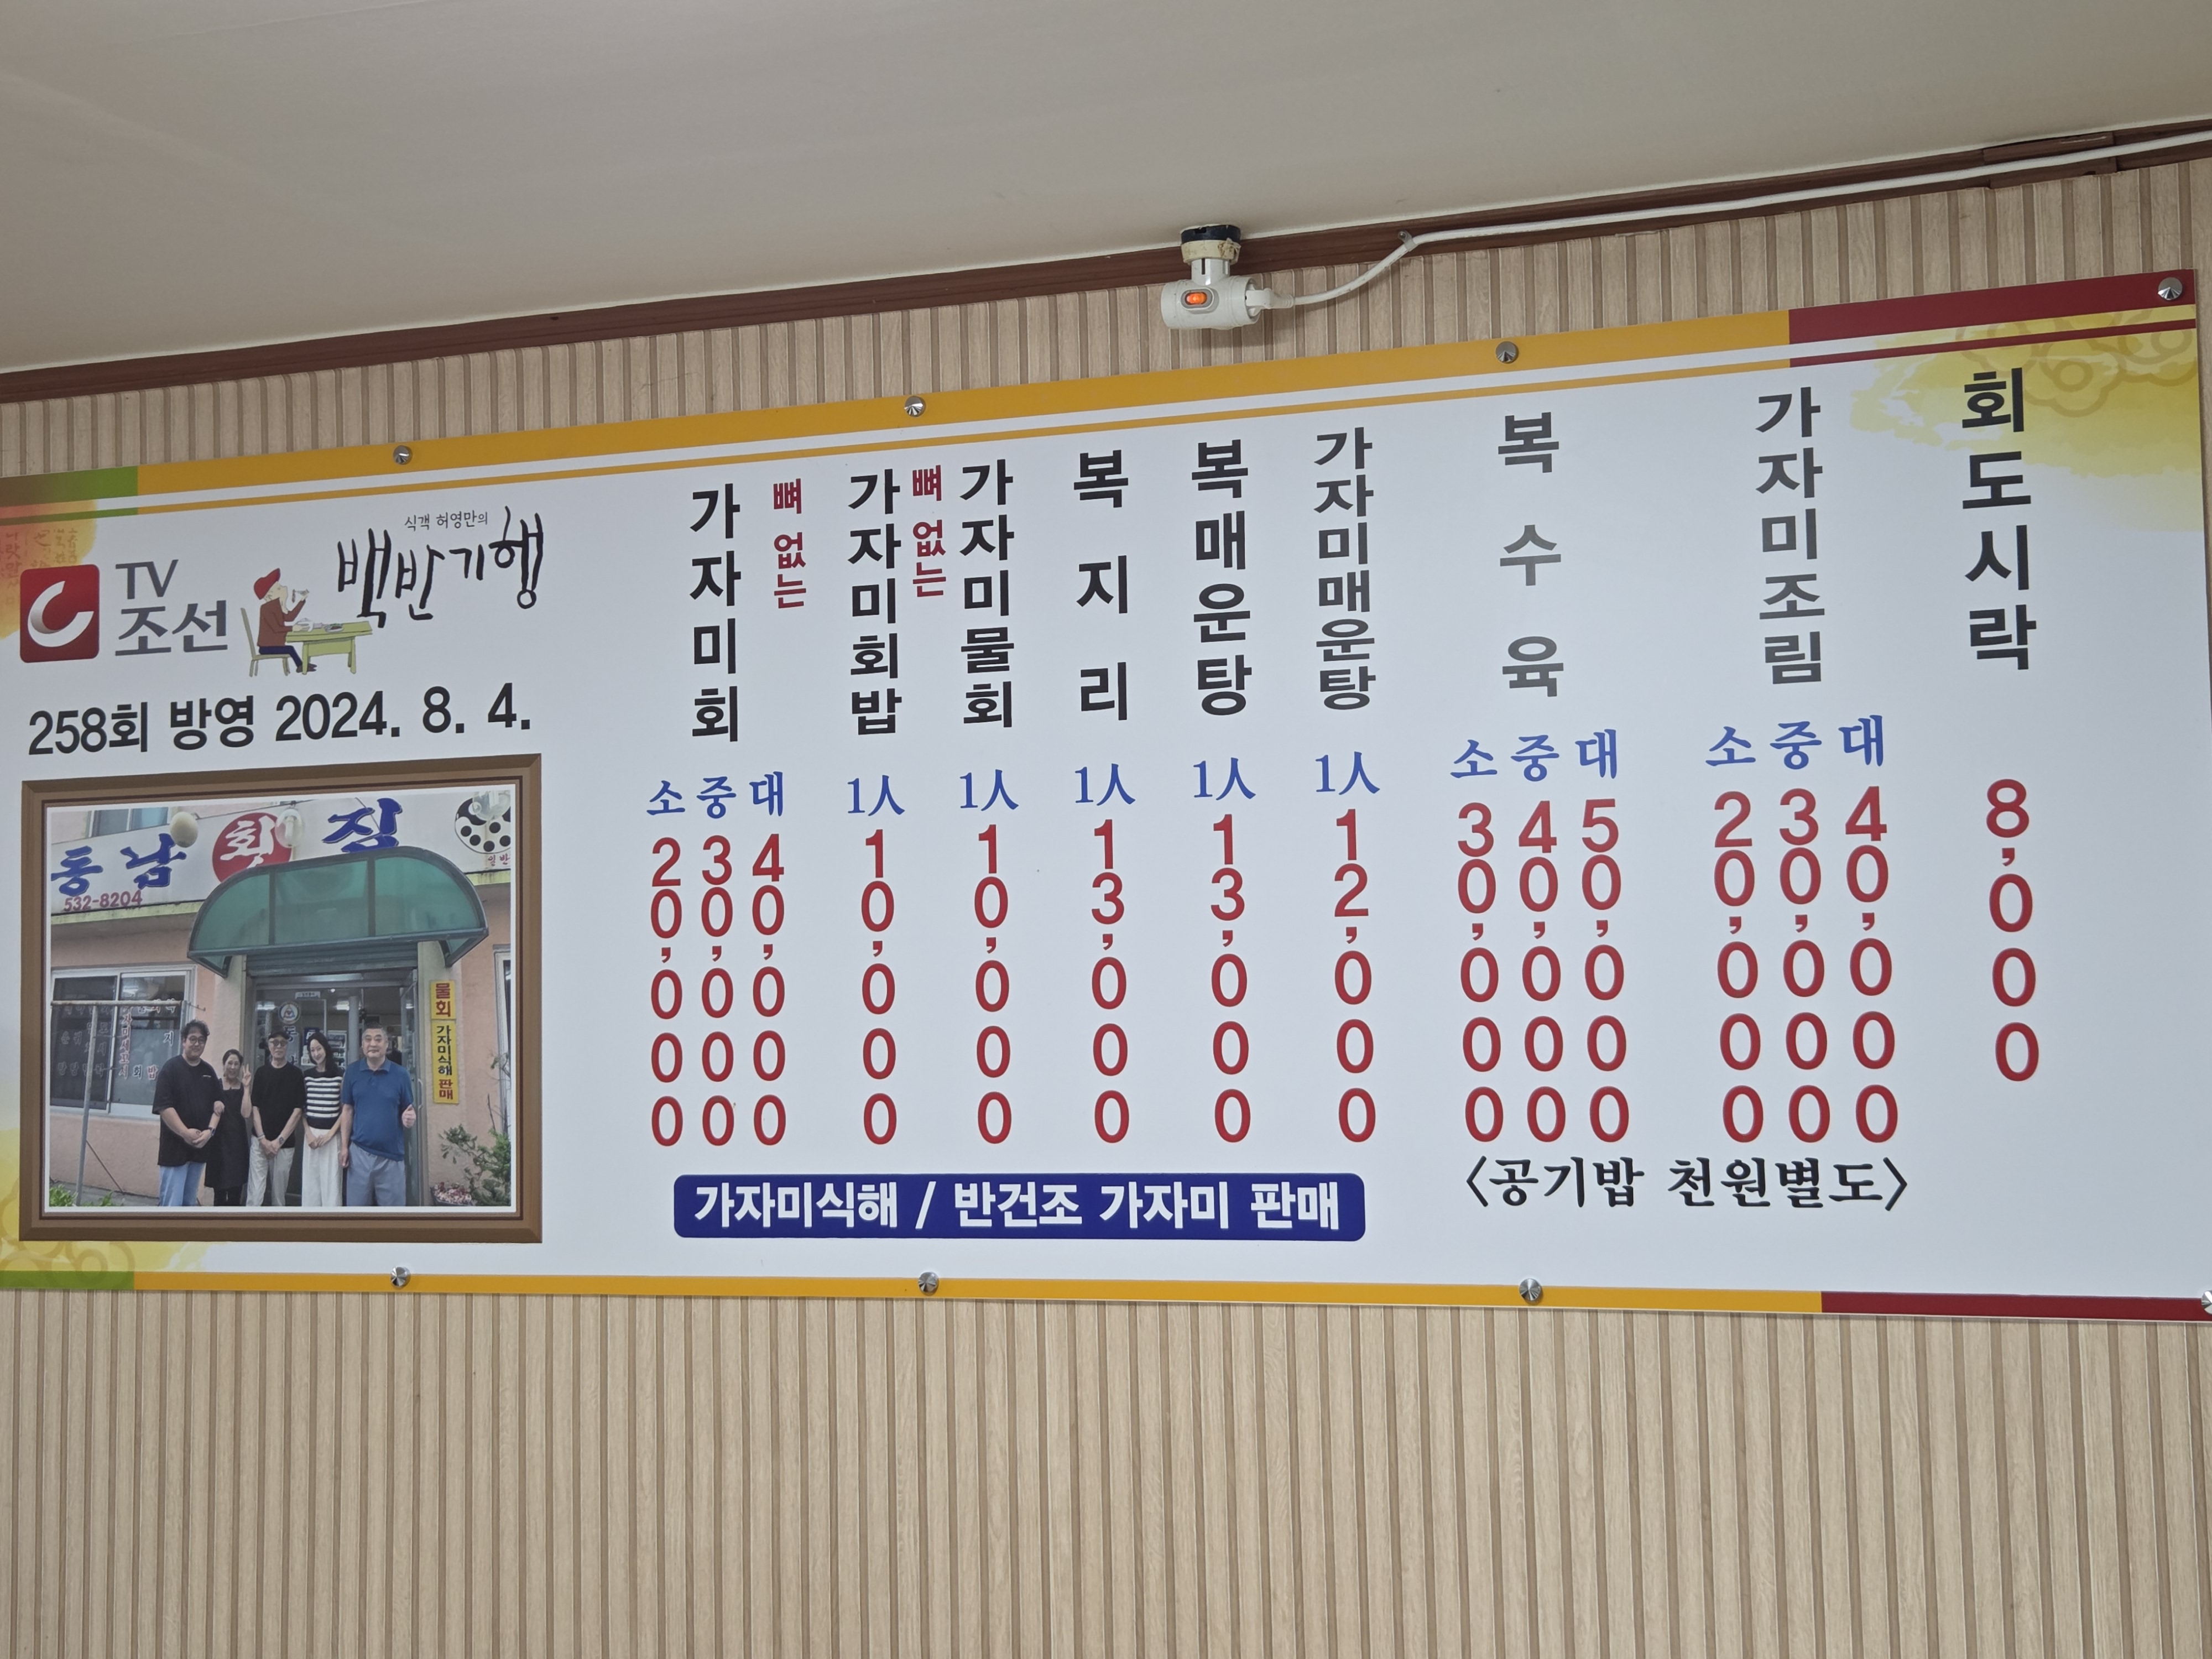 식객 허영만의
백반기행
TV
조선
258회 방영 2024. 8. 4.
동남횟집
532-8204
일반
물회
가자미식해 판매
가자미회
소 중 대
20,000 30,000 40,000
뼈 없는
가자미회밥
1人
10,000
뼈 없는
가자미물회
1人
10,000
복지리
1人
13,000
복매운탕
1人
13,000
가자미매운탕
1人
12,000
복수육
소 중 대
30,000 40,000 50,000
가자미조림
소 중 대
20,000 30,000 40,000
회도시락
8,000
가자미식해 / 반건조 가자미 판매
〈공기밥 천원별도〉